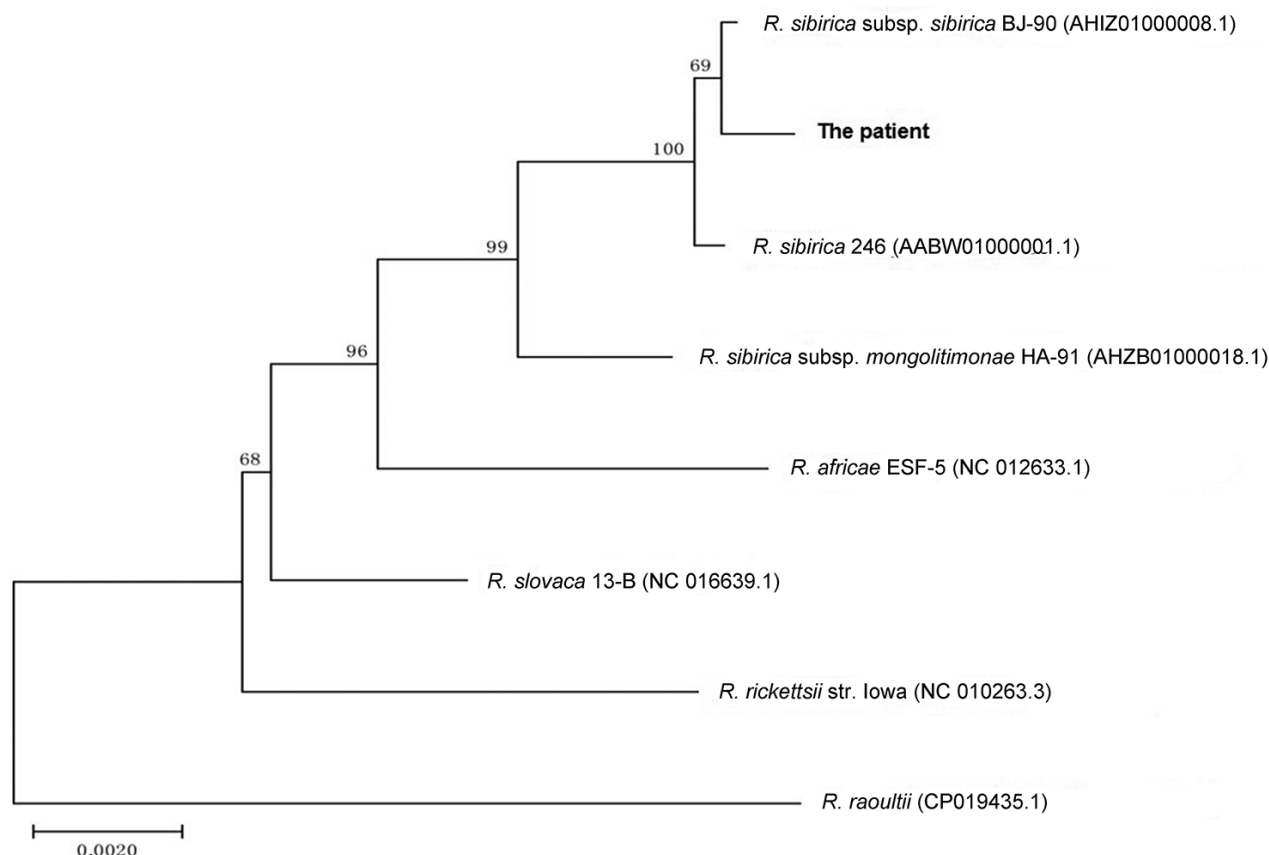 R. sibirica subsp. sibirica BJ-90 (AHIZ01000008.1)
69
The patient
100
R. sibirica 246 (AABW01000001.1)
99
R. sibirica subsp. mongolitimonae HA-91 (AHZB01000018.1)
96
R. africae ESF-5 (NC 012633.1)
68
R. slovaca 13-B (NC 016639.1)
R. rickettsii str. Iowa (NC 010263.3)
R. raoultii (CP019435.1)
0.0020